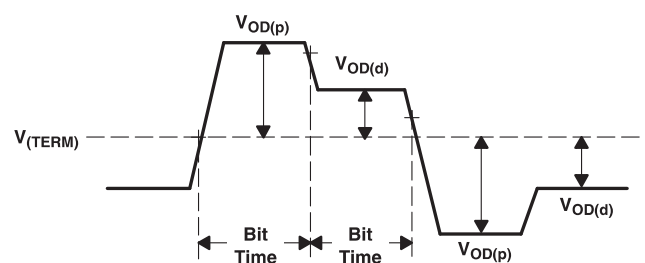 VOD(p)
VOD(d)
V(TERM)
Bit
Time
Bit
Time
VOD(p)
VOD(d)